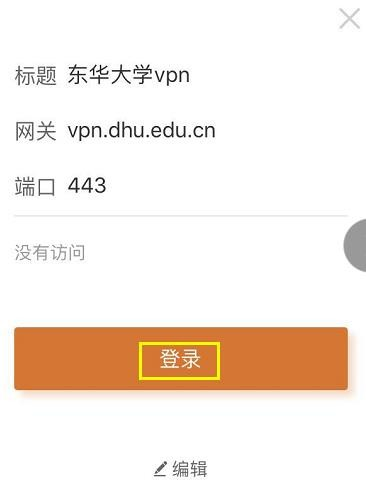 标题 东华大学vpn
网关 vpn.dhu.edu.cn
端口 443
没有访问
登录
编辑